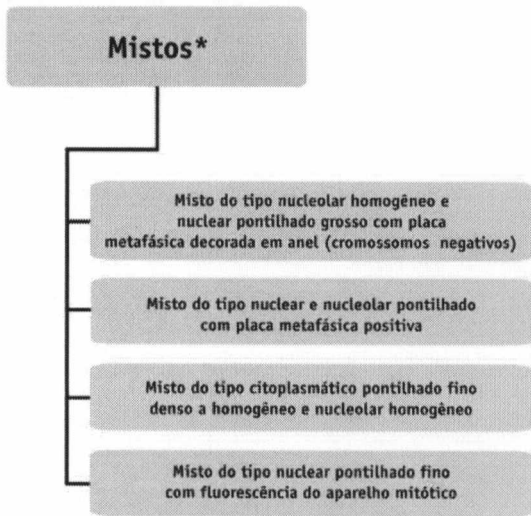 Mistos*
Misto do tipo nucleolar homogêneo e
nuclear pontilhado grosso com placa
metafásica decorada em anel (cromossomos negativos)
Misto do tipo nuclear e nucleolar pontilhado
com placa metafásica positiva
Misto do tipo citoplasmático pontilhado fino
denso a homogêneo e nucleolar homogêneo
Misto do tipo nuclear pontilhado fino
com fluorescência do aparelho mitótico